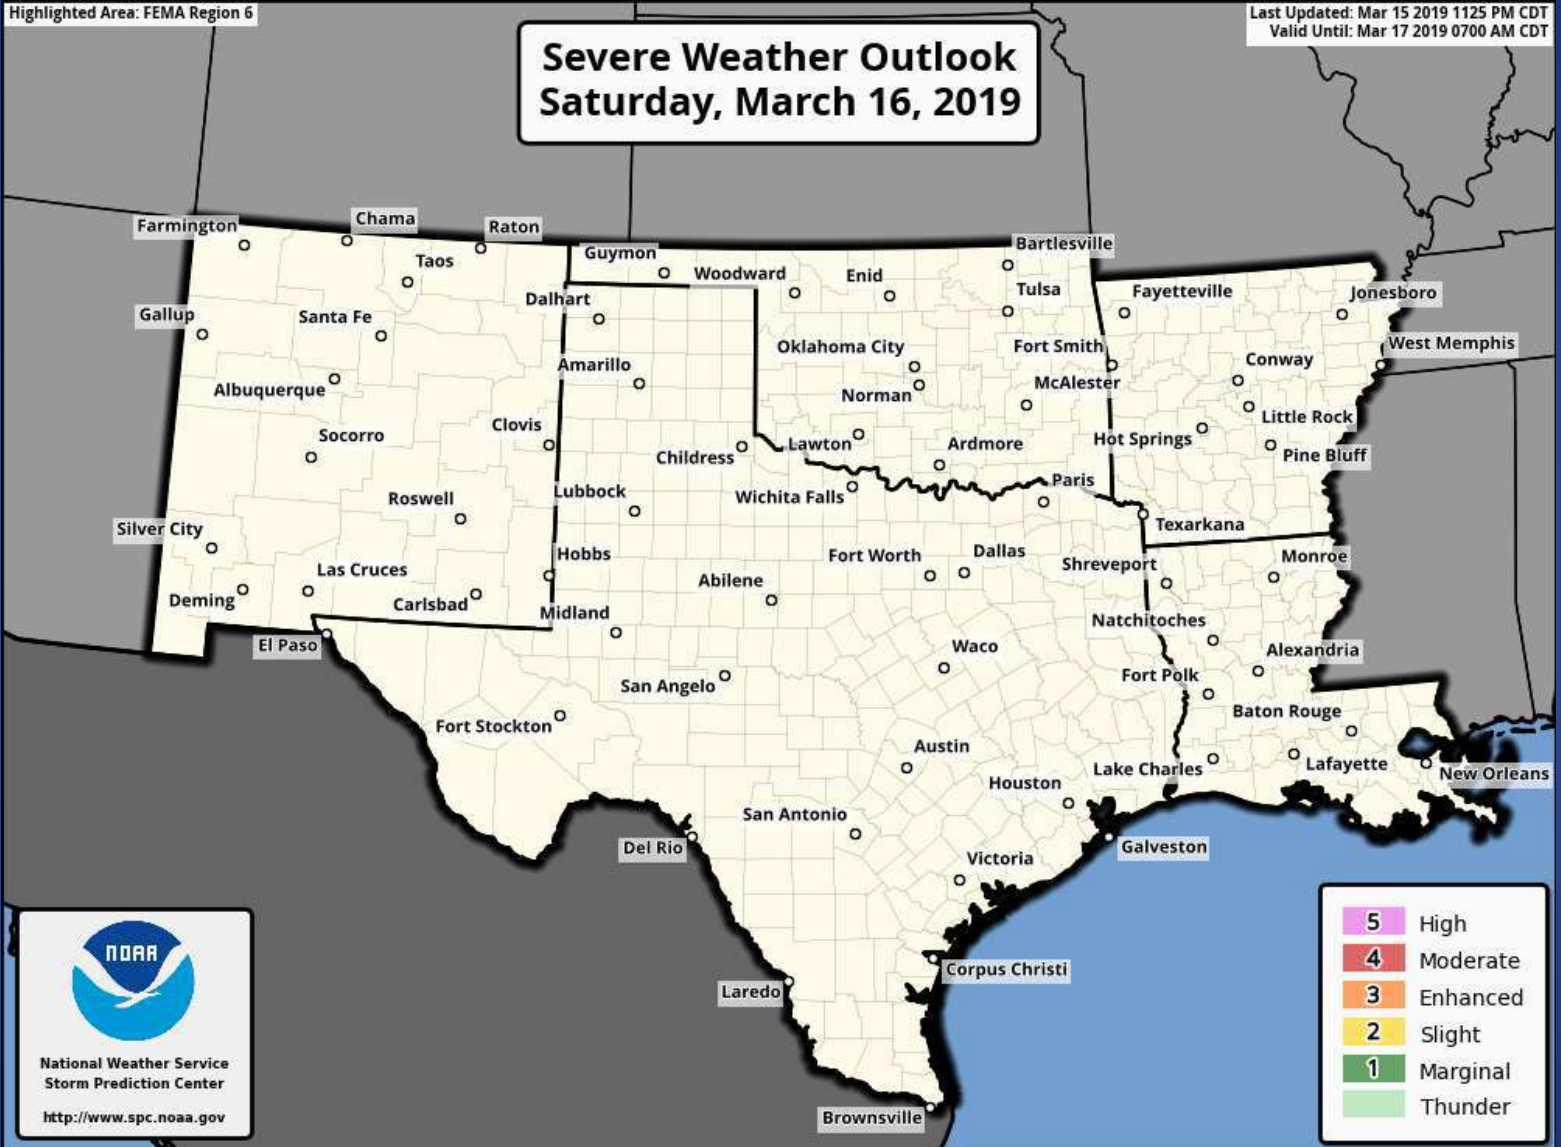 Highlighted Area: FEMA Region 6
Last Updated: Mar 15 2019 1125 PM CDT
Valid Until: Mar 17 2019 0700 AM CDT
Severe Weather Outlook
Saturday, March 16, 2019
Farmington
Chama
Raton
Taos
Guymon
Woodward
Enid
Bartlesville
Tulsa
Fayetteville
Jonesboro
Gallup
Santa Fe
Dalhart
Oklahoma City
Fort Smith
West Memphis
Albuquerque
Amarillo
Norman
McAlester
Conway
Little Rock
Socorro
Clovis
Childress
Lawton
Ardmore
Hot Springs
Pine Bluff
Roswell
Lubbock
Wichita Falls
Paris
Texarkana
Silver City
Las Cruces
Hobbs
Abilene
Fort Worth
Dallas
Shreveport
Monroe
Deming
Carlsbad
Midland
Natchitoches
El Paso
San Angelo
Waco
Fort Polk
Alexandria
Fort Stockton
Baton Rouge
Austin
Houston
Lake Charles
Lafayette
New Orleans
San Antonio
Del Rio
Victoria
Galveston
Laredo
Corpus Christi
Brownsville
NOAA
National Weather Service
Storm Prediction Center
http://www.spc.noaa.gov
5 High
4 Moderate
3 Enhanced
2 Slight
1 Marginal
Thunder